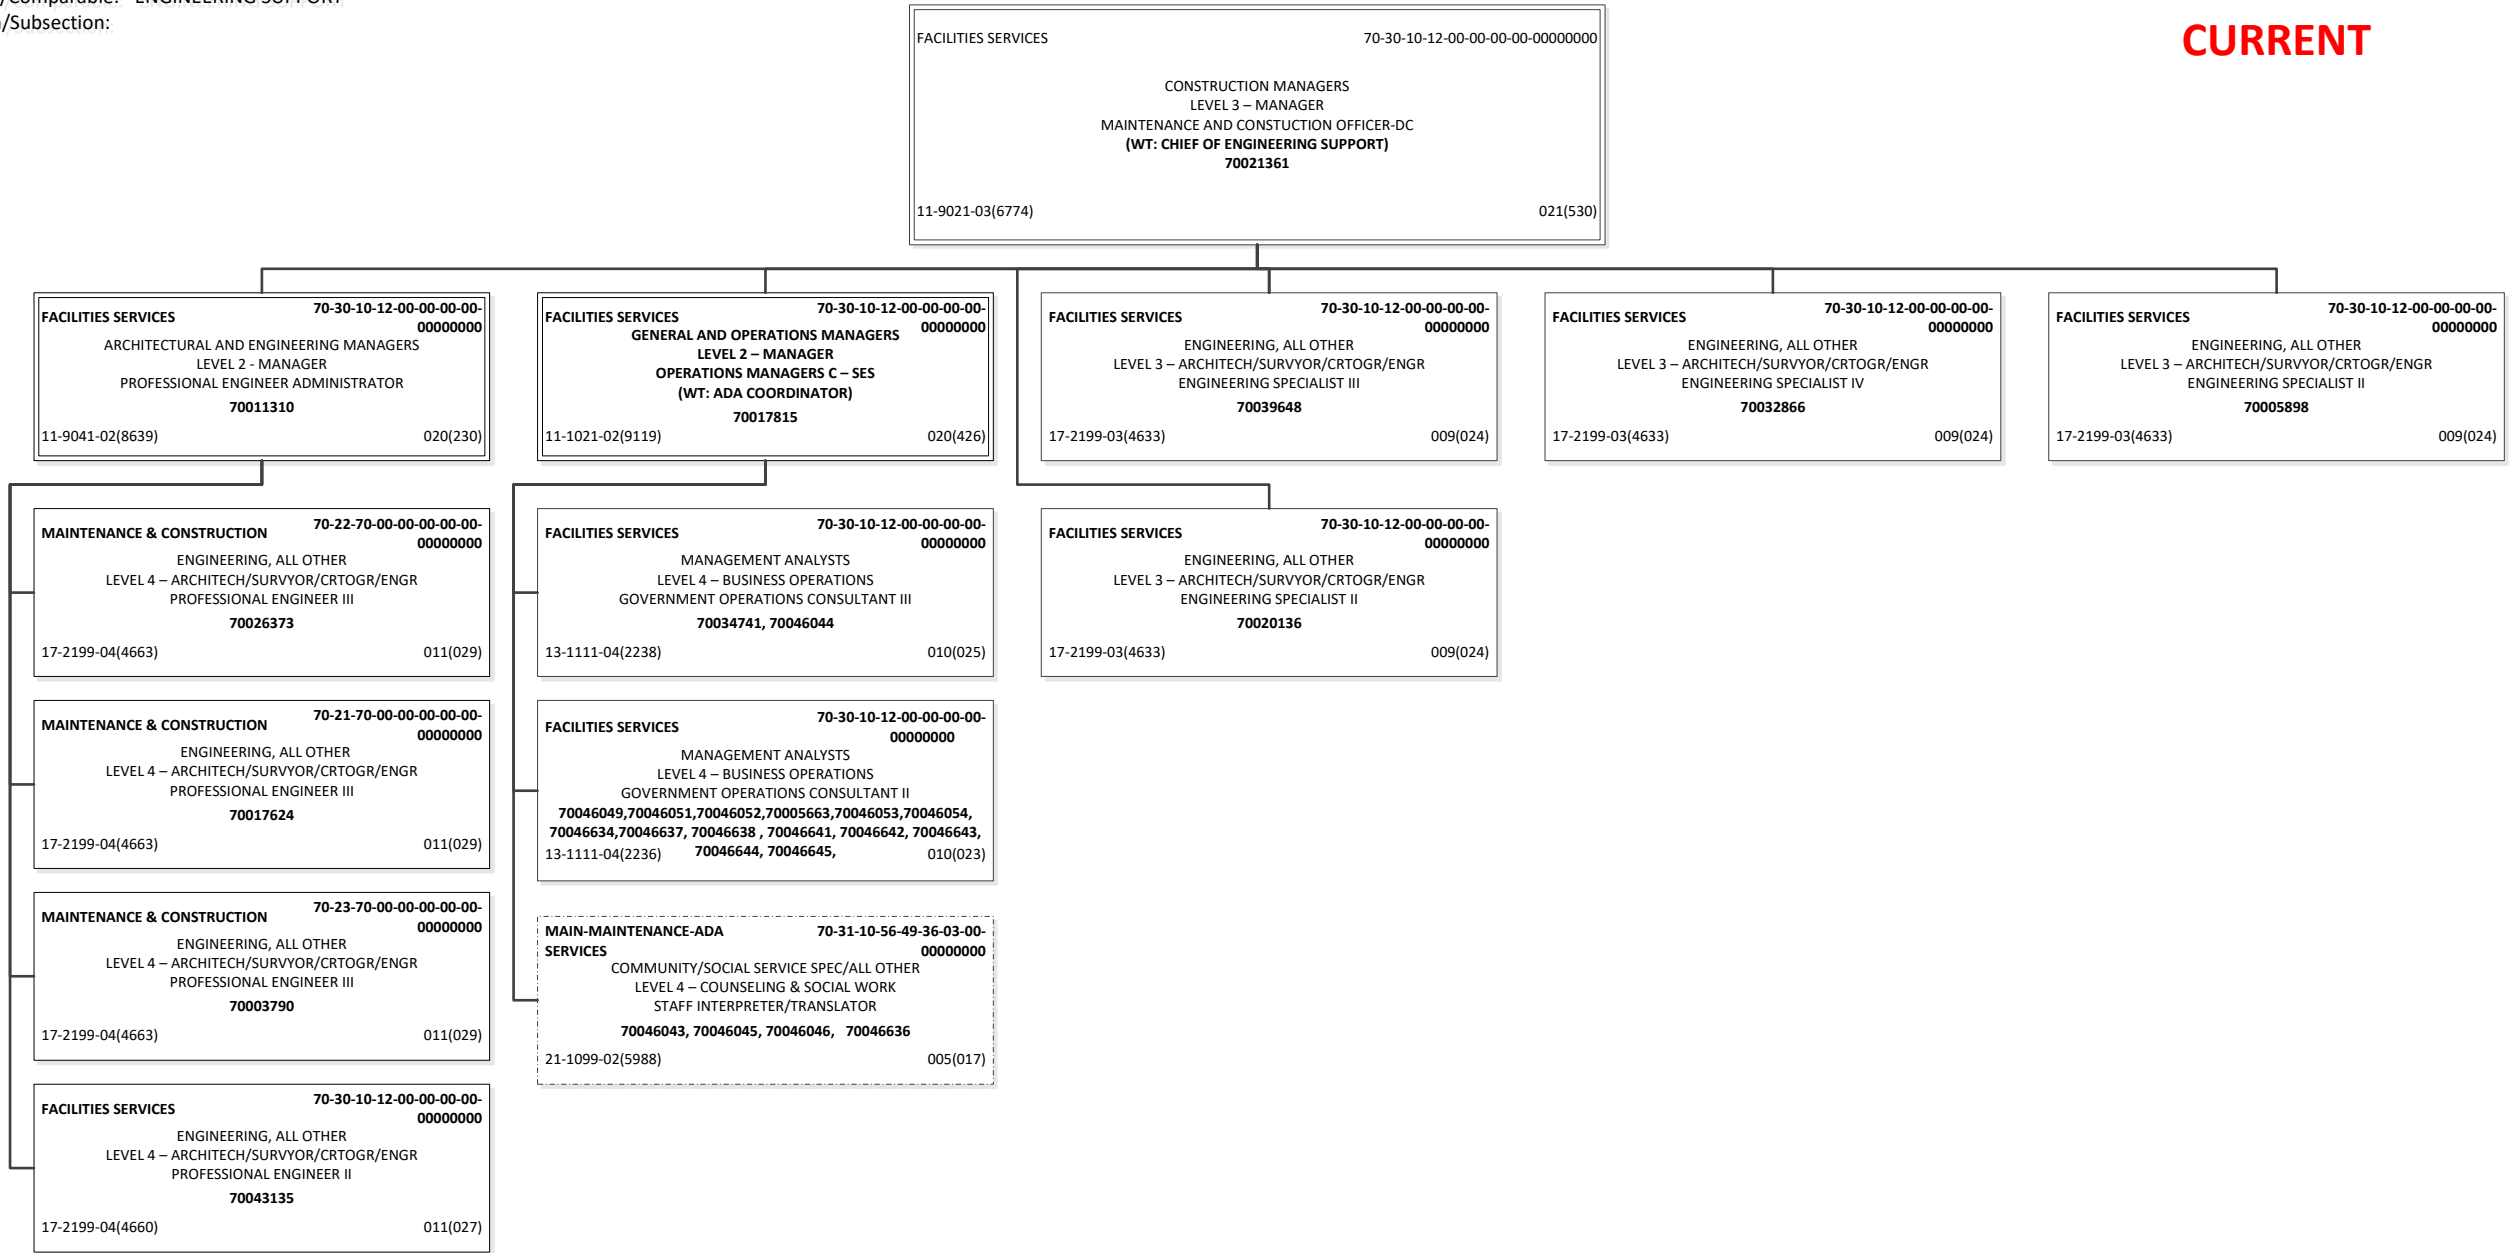 /Comparable: ENGINEERING SUPPORT
/Subsection:
CURRENT
FACILITIES SERVICES 70-30-10-12-00-00-00-00-00000000
CONSTRUCTION MANAGERS
LEVEL 3 – MANAGER
MAINTENANCE AND CONSTUCTION OFFICER-DC
(WT: CHIEF OF ENGINEERING SUPPORT)
70021361
11-9021-03(6774) 021(530)
FACILITIES SERVICES 70-30-10-12-00-00-00-00-
00000000
ARCHITECTURAL AND ENGINEERING MANAGERS
LEVEL 2 - MANAGER
PROFESSIONAL ENGINEER ADMINISTRATOR
70011310
11-9041-02(8639) 020(230)
FACILITIES SERVICES 70-30-10-12-00-00-00-00-
00000000
GENERAL AND OPERATIONS MANAGERS
LEVEL 2 – MANAGER
OPERATIONS MANAGERS C – SES
(WT: ADA COORDINATOR)
70017815
11-1021-02(9119) 020(426)
FACILITIES SERVICES 70-30-10-12-00-00-00-00-
00000000
ENGINEERING, ALL OTHER
LEVEL 3 – ARCHITECH/SURVYOR/CRTOGR/ENGR
ENGINEERING SPECIALIST III
70039648
17-2199-03(4633) 009(024)
FACILITIES SERVICES 70-30-10-12-00-00-00-00-
00000000
ENGINEERING, ALL OTHER
LEVEL 3 – ARCHITECH/SURVYOR/CRTOGR/ENGR
ENGINEERING SPECIALIST IV
70032866
17-2199-03(4633) 009(024)
FACILITIES SERVICES 70-30-10-12-00-00-00-00-
00000000
ENGINEERING, ALL OTHER
LEVEL 3 – ARCHITECH/SURVYOR/CRTOGR/ENGR
ENGINEERING SPECIALIST II
70005898
17-2199-03(4633) 009(024)
MAINTENANCE & CONSTRUCTION 70-22-70-00-00-00-00-00-
00000000
ENGINEERING, ALL OTHER
LEVEL 4 – ARCHITECH/SURVYOR/CRTOGR/ENGR
PROFESSIONAL ENGINEER III
70026373
17-2199-04(4663) 011(029)
FACILITIES SERVICES 70-30-10-12-00-00-00-00-
00000000
MANAGEMENT ANALYSTS
LEVEL 4 – BUSINESS OPERATIONS
GOVERNMENT OPERATIONS CONSULTANT III
70034741, 70046044
13-1111-04(2238) 010(025)
FACILITIES SERVICES 70-30-10-12-00-00-00-00-
00000000
ENGINEERING, ALL OTHER
LEVEL 3 – ARCHITECH/SURVYOR/CRTOGR/ENGR
ENGINEERING SPECIALIST II
70020136
17-2199-03(4633) 009(024)
MAINTENANCE & CONSTRUCTION 70-21-70-00-00-00-00-00-
00000000
ENGINEERING, ALL OTHER
LEVEL 4 – ARCHITECH/SURVYOR/CRTOGR/ENGR
PROFESSIONAL ENGINEER III
70017624
17-2199-04(4663) 011(029)
FACILITIES SERVICES 70-30-10-12-00-00-00-00-
00000000
MANAGEMENT ANALYSTS
LEVEL 4 – BUSINESS OPERATIONS
GOVERNMENT OPERATIONS CONSULTANT II
70046049,70046051,70046052,70005663,70046053,70046054,
70046634,70046637, 70046638 , 70046641, 70046642, 70046643,
70046644, 70046645,
13-1111-04(2236) 010(023)
MAINTENANCE & CONSTRUCTION 70-23-70-00-00-00-00-00-
00000000
ENGINEERING, ALL OTHER
LEVEL 4 – ARCHITECH/SURVYOR/CRTOGR/ENGR
PROFESSIONAL ENGINEER III
70003790
17-2199-04(4663) 011(029)
MAIN-MAINTENANCE-ADA 70-31-10-56-49-36-03-00-
SERVICES 00000000
COMMUNITY/SOCIAL SERVICE SPEC/ALL OTHER
LEVEL 4 – COUNSELING & SOCIAL WORK
STAFF INTERPRETER/TRANSLATOR
70046043, 70046045, 70046046, 70046636
21-1099-02(5988) 005(017)
FACILITIES SERVICES 70-30-10-12-00-00-00-00-
00000000
ENGINEERING, ALL OTHER
LEVEL 4 – ARCHITECH/SURVYOR/CRTOGR/ENGR
PROFESSIONAL ENGINEER II
70043135
17-2199-04(4660) 011(027)